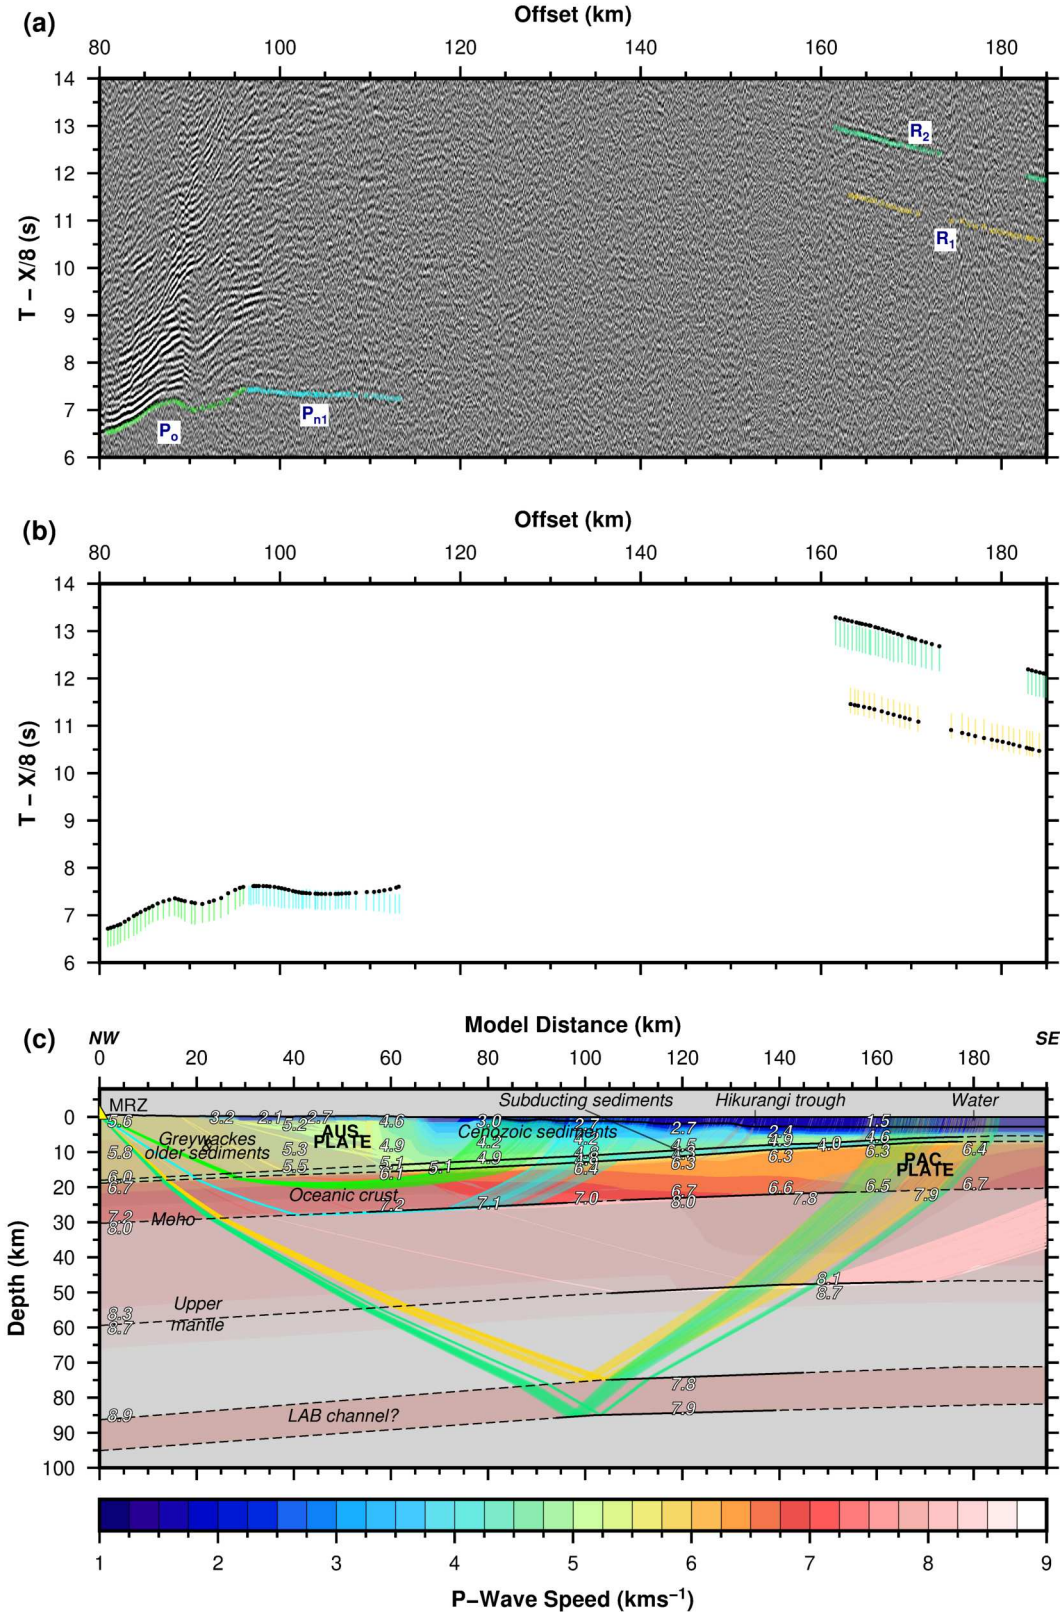 (a)
Offset (km)
80 100 120 140 160 180
14
13
12
11
10
9
8
7
6
T − X/8 (s)
R2
R1
Po
Pn1
(b)
Offset (km)
80 100 120 140 160 180
14
13
12
11
10
9
8
7
6
T − X/8 (s)
(c)
Model Distance (km)
NW SE
0 20 40 60 80 100 120 140 160 180
Subducting sediments Hikurangi trough Water
MRZ
0
10
20
30
40
50
60
70
80
90
100
Depth (km)
5.6 3.2 2.1 2.7 4.6 3.0 2.7 1.5
5.2 2.7 2.4
AUS
PLATE
Cenozoic sediments
Greywackes
&
older sediments
5.8 5.3 4.9 4.2 4.2 4.5 4.9 4.0 4.6
5.5 5.1 5.1 4.9 4.8 4.3 6.3 6.3 6.4
6.0 6.1 6.4 6.3
PAC
PLATE
6.7 Oceanic crust 7.2 7.1 7.0 6.7 6.6 6.5 6.7
8.0 7.8 7.9
7.2 Moho
8.0
8.1
8.7
8.3 Upper
8.7 mantle
7.8
8.9 LAB channel? 7.9
1 2 3 4 5 6 7 8 9
P−Wave Speed (kms−1)